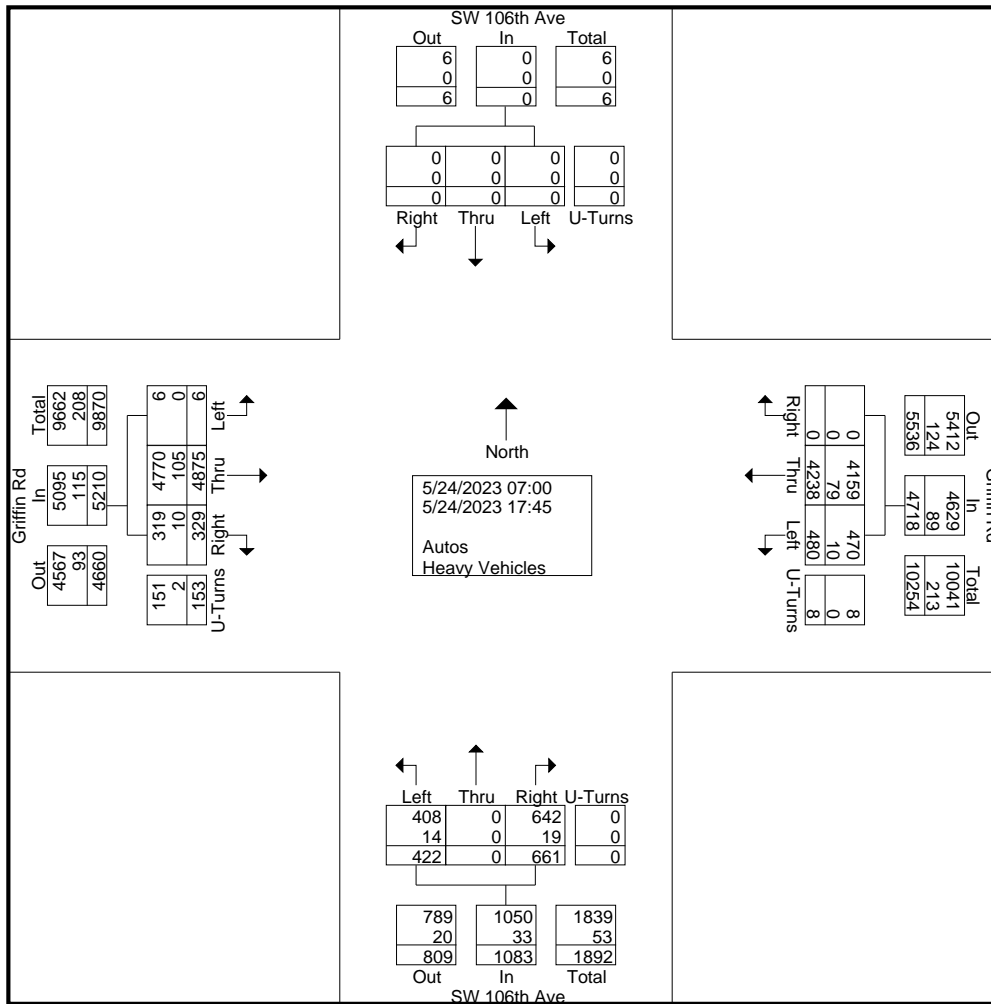 SW 106th Ave
Out In Total
6 0 6
0 0 0
6 0 6
0 0 0 0
0 0 0 0
0 0 0 0
Right Thru Left U-Turns
Griffin Rd
Total In Out
9662 5095 4567
208 115 93
9870 5210 4660
6 4770 319 151
0 105 10 2
6 4875 329 153
Left Thru Right U-Turns
North
5/24/2023 07:00
5/24/2023 17:45
Autos
Heavy Vehicles
Right Thru Left U-Turns
0 4159 470 8
0 79 10 0
0 4238 480 8
Out In Total
5412 4629 10041
124 89 213
5536 4718 10254
Left Thru Right U-Turns
408 0 642 0
14 0 19 0
422 0 661 0
789 1050 1839
20 33 53
809 1083 1892
Out In Total
SW 106th Ave